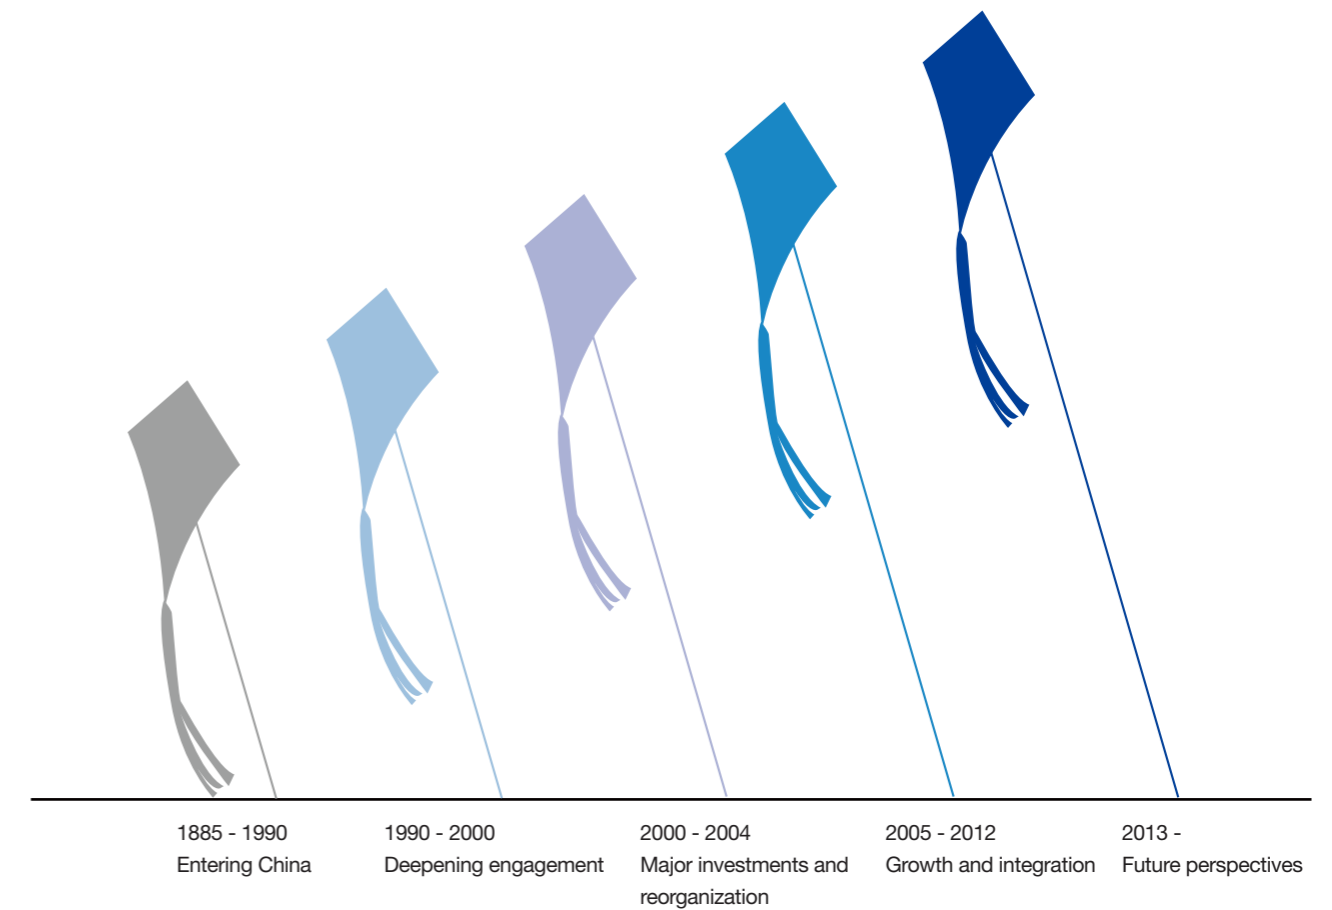 1885 - 1990
Entering China
1990 - 2000
Deepening engagement
2000 - 2004
Major investments and
reorganization
2005 - 2012
Growth and integration
2013 -
Future perspectives